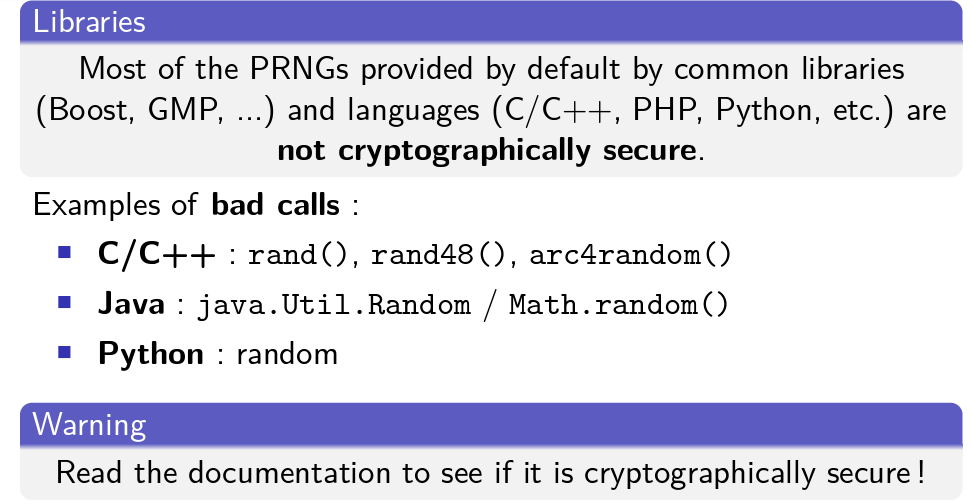 Libraries
Most of the PRNGs provided by default by common libraries
(Boost, GMP, ...) and languages (C/C++, PHP, Python, etc.) are
not cryptographically secure.
Examples of bad calls :
■ C/C++ : rand(), rand48(), arc4random()
■ Java : java.Util.Random / Math.random()
■ Python : random
Warning
Read the documentation to see if it is cryptographically secure !